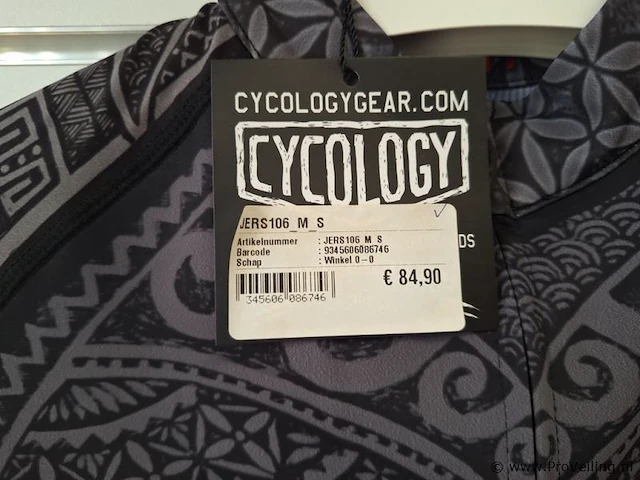 CYCOLOGYGEAR.COM
CYCOLOGY
DS
JERS106_M_S
Artikelnummer : JERS106_M_S
Barcode : 9345606086746
Schap : Winkel 0-0
€ 84,90
345606 086746
© www.ProVeiling.nl